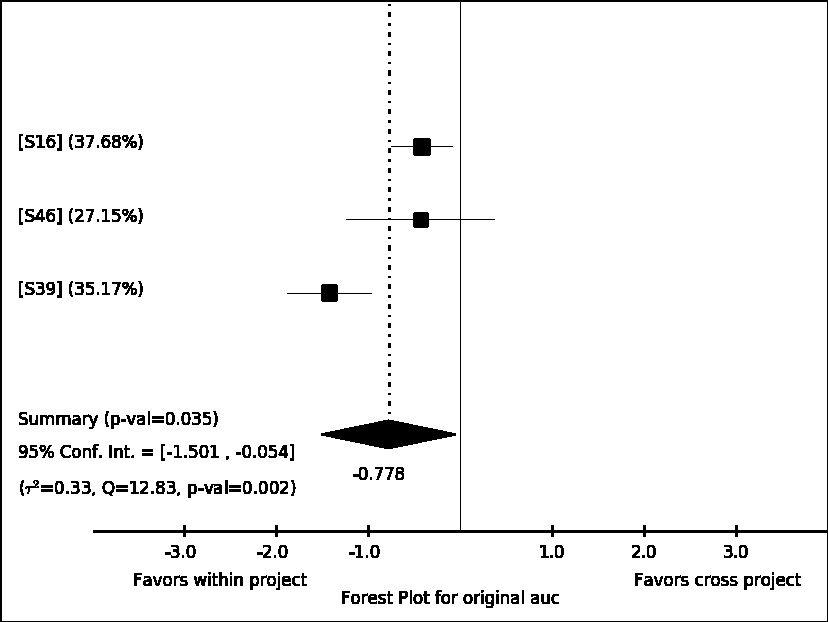 [S16] (37.68%)
[S46] (27.15%)
[S39] (35.17%)
Summary (p-val=0.035)
95% Conf. Int. = [-1.501 , -0.054]
-0.778
(τ²=0.33, Q=12.83, p-val=0.002)
-3.0 -2.0 -1.0 1.0 2.0 3.0
Favors within project Favors cross project
Forest Plot for original auc